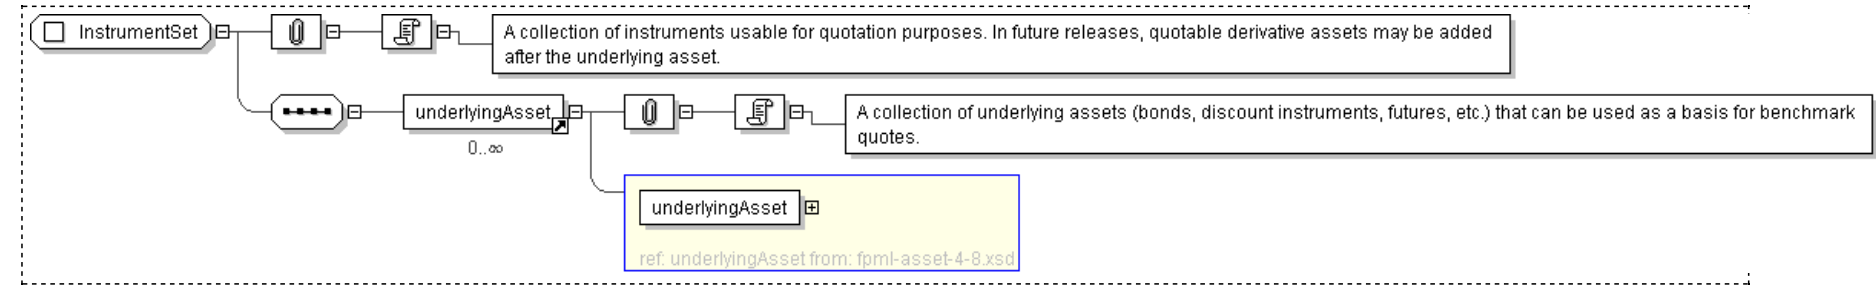 InstrumentSet
A collection of instruments usable for quotation purposes. In future releases, quotable derivative assets may be added
after the underlying asset.
underlyingAsset
0..∞
A collection of underlying assets (bonds, discount instruments, futures, etc.) that can be used as a basis for benchmark
quotes.
underlyingAsset
ref: underlyingAsset from: fpml-asset-4-8.xsd